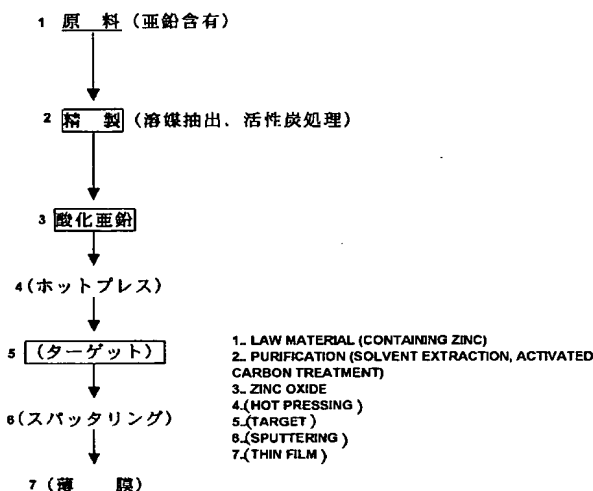 1 原 料 (亜鉛含有)
2 精 製 (溶媒抽出、活性炭処理)
3 酸化亜鉛
4 (ホットプレス)
5 (ターゲット)
6 (スパッタリング)
7 (薄 膜)
1.. LAW MATERIAL (CONTAINING ZINC)
2.. PURIFICATION (SOLVENT EXTRACTION, ACTIVATED
CARBON TREATMENT)
3.. ZINC OXIDE
4..(HOT PRESSING )
5..(TARGET )
6..(SPUTTERING )
7..(THIN FILM )